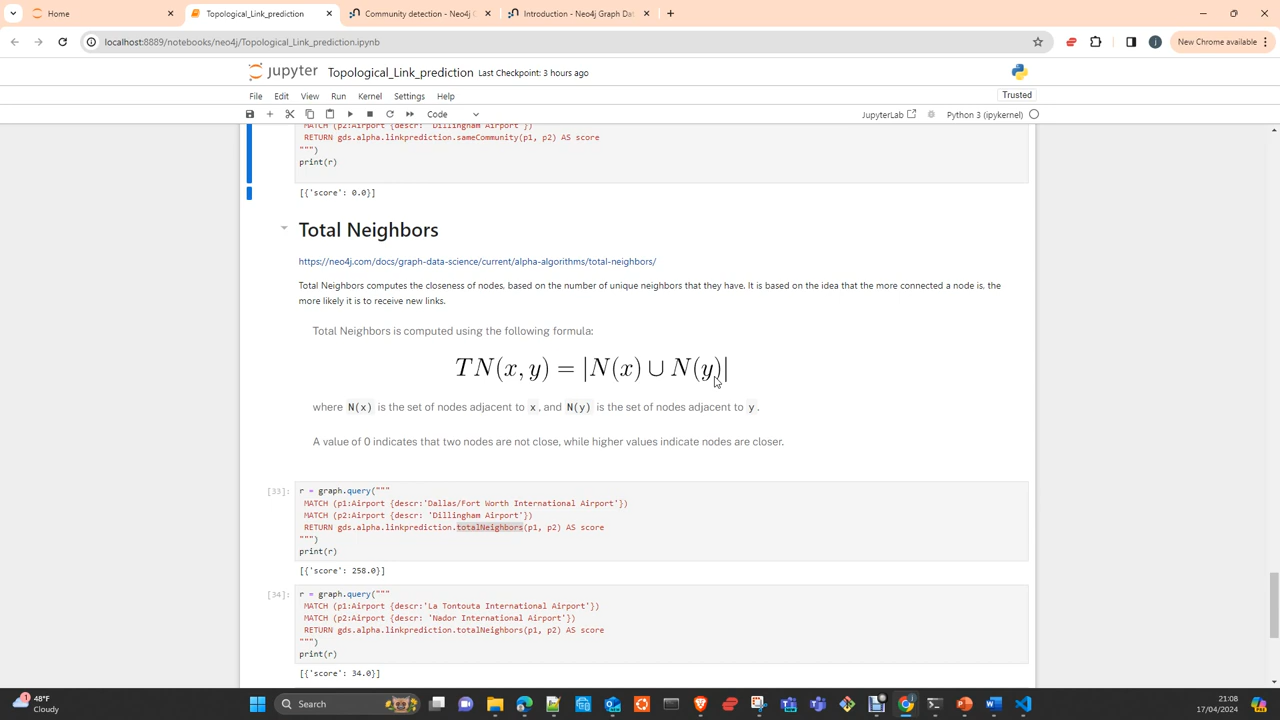 Home
Topological_Link_prediction
Community detection - Neo4j
Introduction - Neo4j Graph Da
localhost:8889/notebooks/neo4j/Topological_Link_prediction.ipynb
New Chrome available
jupyter Topological_Link_prediction Last Checkpoint: 3 hours ago
File Edit View Run Kernel Settings Help
Trusted
Code
JupyterLab
Python 3 (ipykernel)
MATCH (p2:Airport {descr: 'Dillingham Airport'})
RETURN gds.alpha.linkprediction.sameCommunity(p1, p2) AS score
""")
print(r)
[{'score': 0.0}]
Total Neighbors
https://neo4j.com/docs/graph-data-science/current/alpha-algorithms/total-neighbors/
Total Neighbors computes the closeness of nodes, based on the number of unique neighbors that they have. It is based on the idea that the more connected a node is, the
more likely it is to receive new links.
Total Neighbors is computed using the following formula:
TN(x, y) = |N(x) ∪ N(y)|
where N(x) is the set of nodes adjacent to x, and N(y) is the set of nodes adjacent to y.
A value of 0 indicates that two nodes are not close, while higher values indicate nodes are closer.
[33]: r = graph.query("""
MATCH (p1:Airport {descr:'Dallas/Fort Worth International Airport'})
MATCH (p2:Airport {descr: 'Dillingham Airport'})
RETURN gds.alpha.linkprediction.totalNeighbors(p1, p2) AS score
""")
print(r)
[{'score': 258.0}]
[34]: r = graph.query("""
MATCH (p1:Airport {descr:'La Tontouta International Airport'})
MATCH (p2:Airport {descr: 'Nador International Airport'})
RETURN gds.alpha.linkprediction.totalNeighbors(p1, p2) AS score
""")
print(r)
[{'score': 34.0}]
1
48°F
Cloudy
Search
21:08
17/04/2024